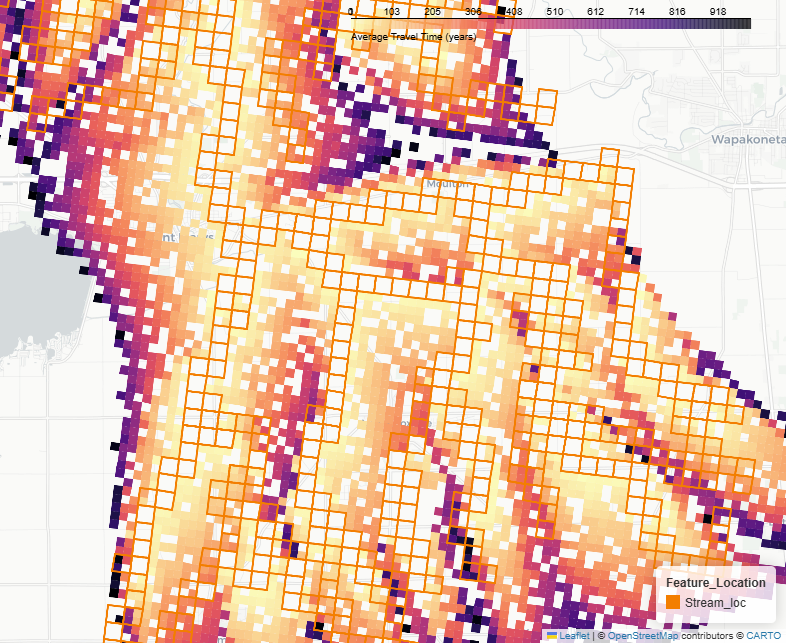 0 103 205 306 408 510 612 714 816 918
Average Travel Time (years)
Wapakoneta
Moulton
Feature_Location
Stream_loc
Leaflet | © OpenStreetMap contributors © CARTO